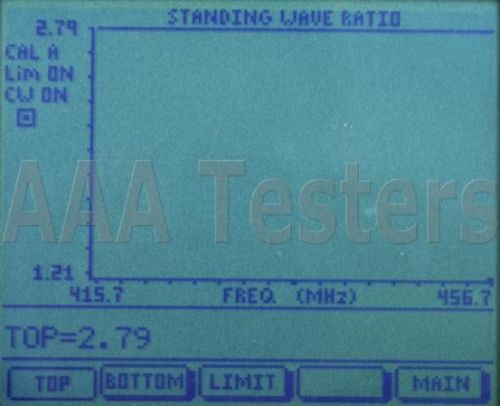 STANDING WAVE RATIO
2.79
CAL A
Lim ON
CW ON
AAA Testers
1.21
415.7 FREQ (MHz) 456.7
TOP=2.79
TOP BOTTOM LIMIT MAIN